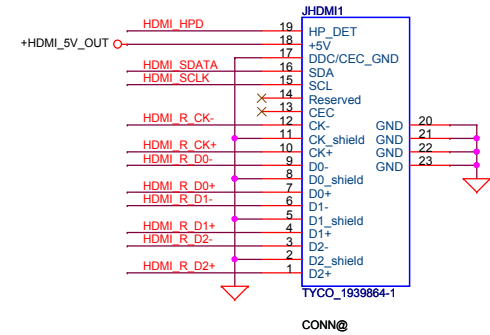 JHDMI1
HDMI_HPD 19 HP_DET
+HDMI_5V_OUT 18 +5V
17 DDC/CEC_GND
HDMI_SDATA 16 SDA
HDMI_SCLK 15 SCL
14 Reserved
13 CEC
HDMI_R_CK- 12 CK- GND 20
11 CK_shield GND 21
HDMI_R_CK+ 10 CK+ GND 22
HDMI_R_D0- 9 D0- GND 23
8 D0_shield
HDMI_R_D0+ 7 D0+
HDMI_R_D1- 6 D1-
5 D1_shield
HDMI_R_D1+ 4 D1+
HDMI_R_D2- 3 D2-
2 D2_shield
HDMI_R_D2+ 1 D2+
TYCO_1939864-1
CONN@